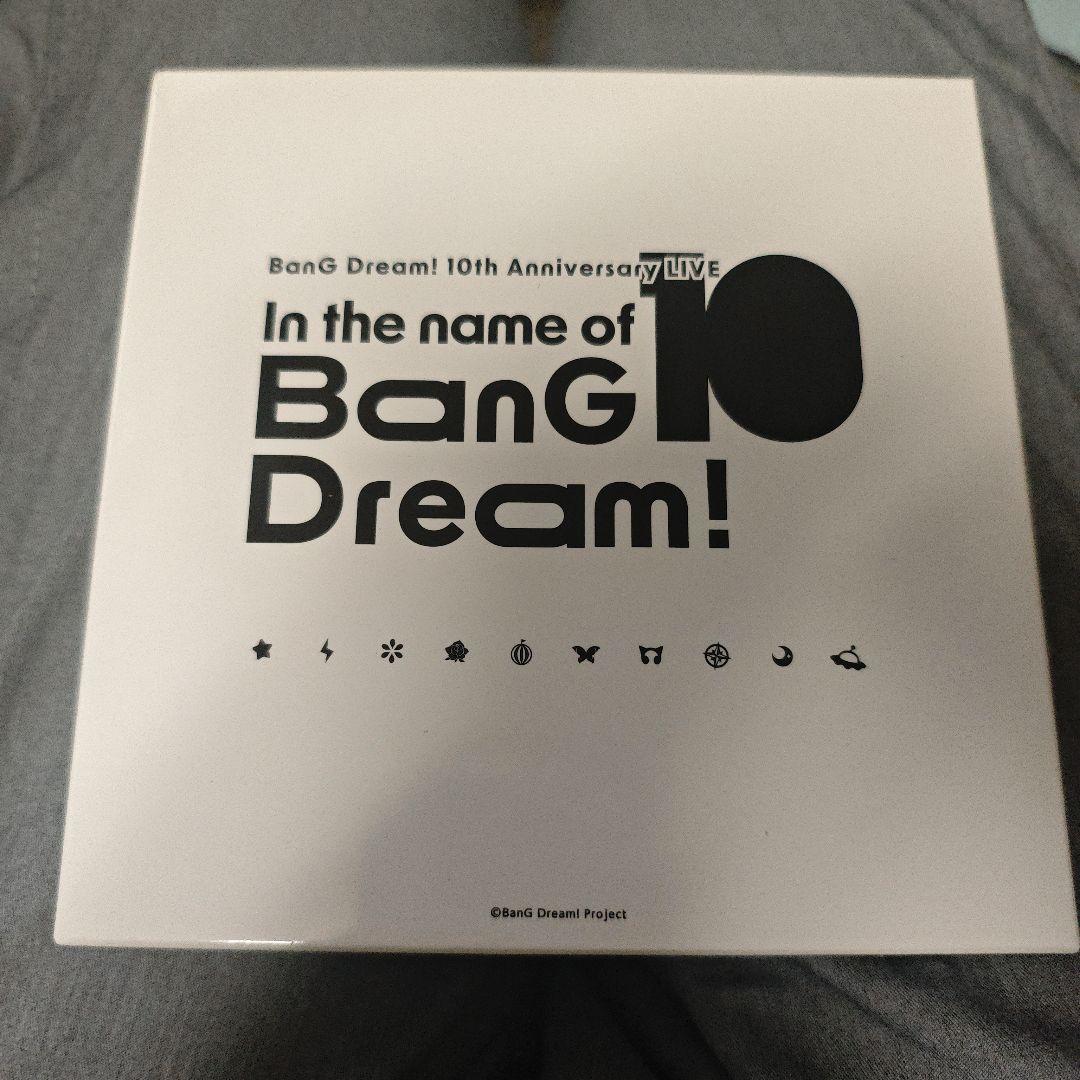 BanG Dream! 10th Anniversary LIVE
In the name of
BanG 10
Dream!
©BanG Dream! Project